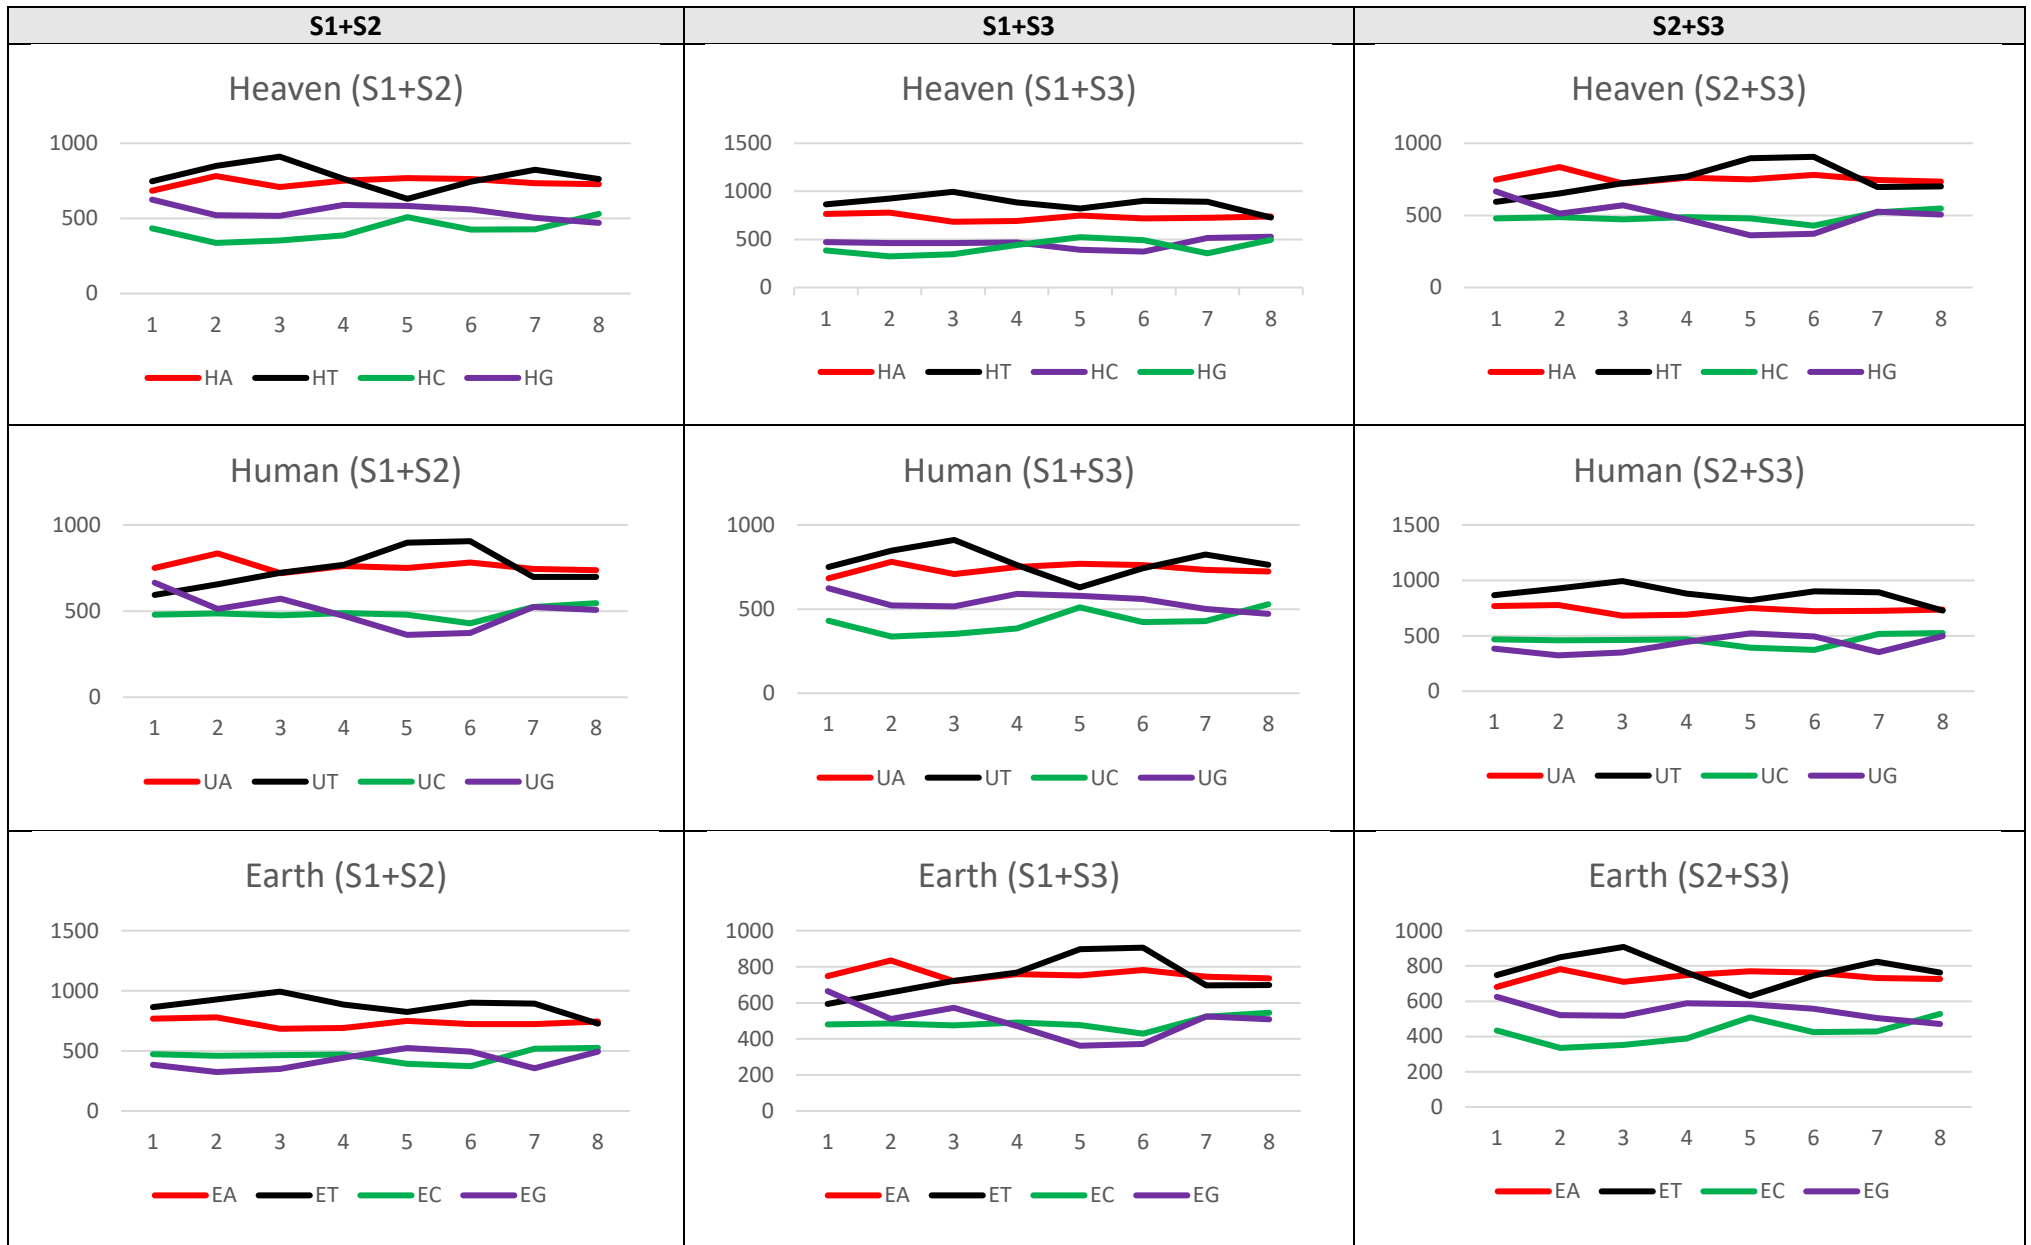 S1+S2 S1+S3 S2+S3
Heaven (S1+S2)
1000
500
0
1 2 3 4 5 6 7 8
HA HT HC HG
Heaven (S1+S3)
1500
1000
500
0
1 2 3 4 5 6 7 8
HA HT HC HG
Heaven (S2+S3)
1000
500
0
1 2 3 4 5 6 7 8
HA HT HC HG
Human (S1+S2)
1000
500
0
1 2 3 4 5 6 7 8
UA UT UC UG
Human (S1+S3)
1000
500
0
1 2 3 4 5 6 7 8
UA UT UC UG
Human (S2+S3)
1500
1000
500
0
1 2 3 4 5 6 7 8
UA UT UC UG
Earth (S1+S2)
1500
1000
500
0
1 2 3 4 5 6 7 8
EA ET EC EG
Earth (S1+S3)
1000
800
600
400
200
0
1 2 3 4 5 6 7 8
EA ET EC EG
Earth (S2+S3)
1000
800
600
400
200
0
1 2 3 4 5 6 7 8
EA ET EC EG